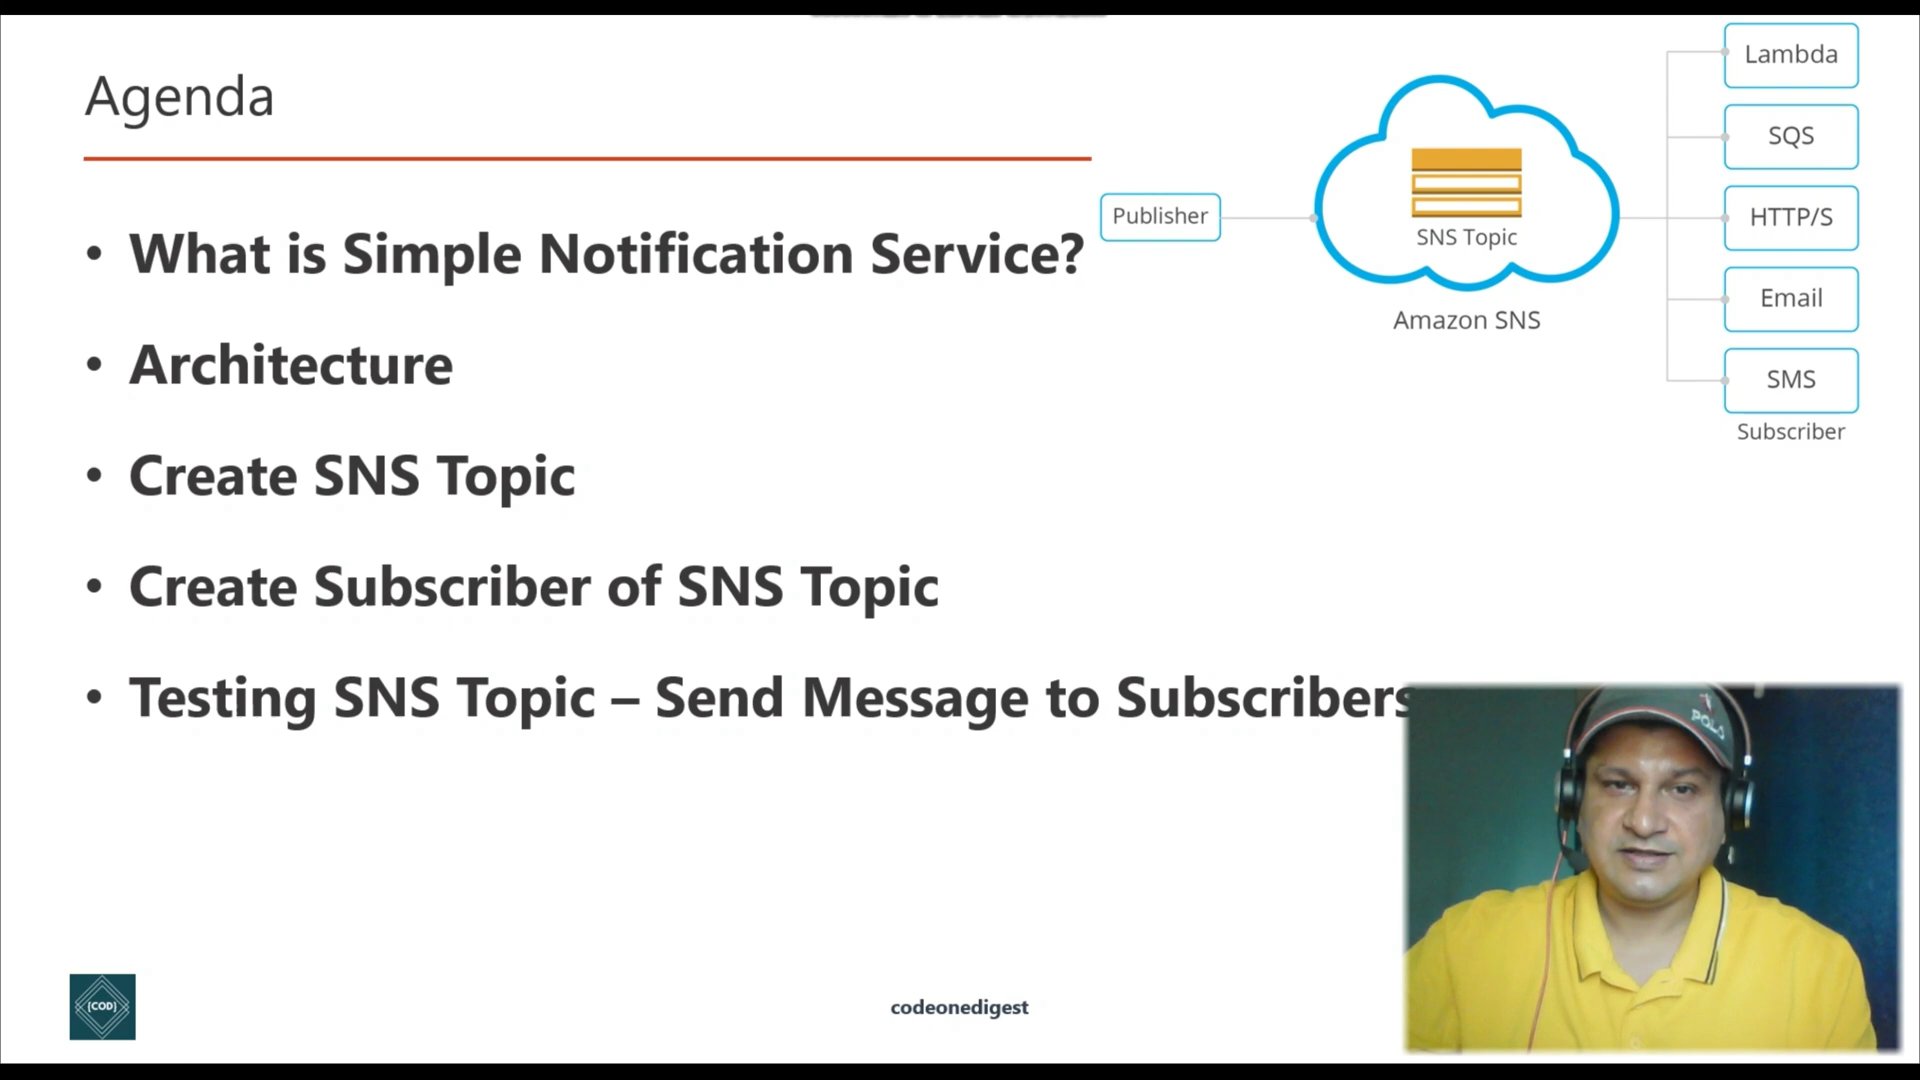 Agenda
• What is Simple Notification Service?
• Architecture
• Create SNS Topic
• Create Subscriber of SNS Topic
• Testing SNS Topic – Send Message to Subscribers
Publisher
SNS Topic
Amazon SNS
Lambda
SQS
HTTP/S
Email
SMS
Subscriber
POLO
[COD]
codeonedigest